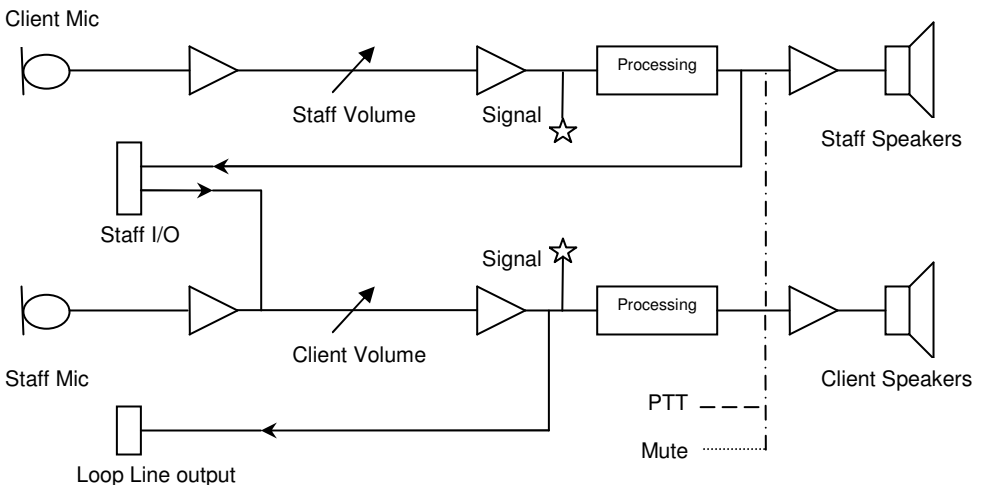 Client Mic
Processing
Staff Volume
Signal
Staff Speakers
Staff I/O
Signal
Processing
Client Volume
Staff Mic
Client Speakers
PTT
Mute
Loop Line output